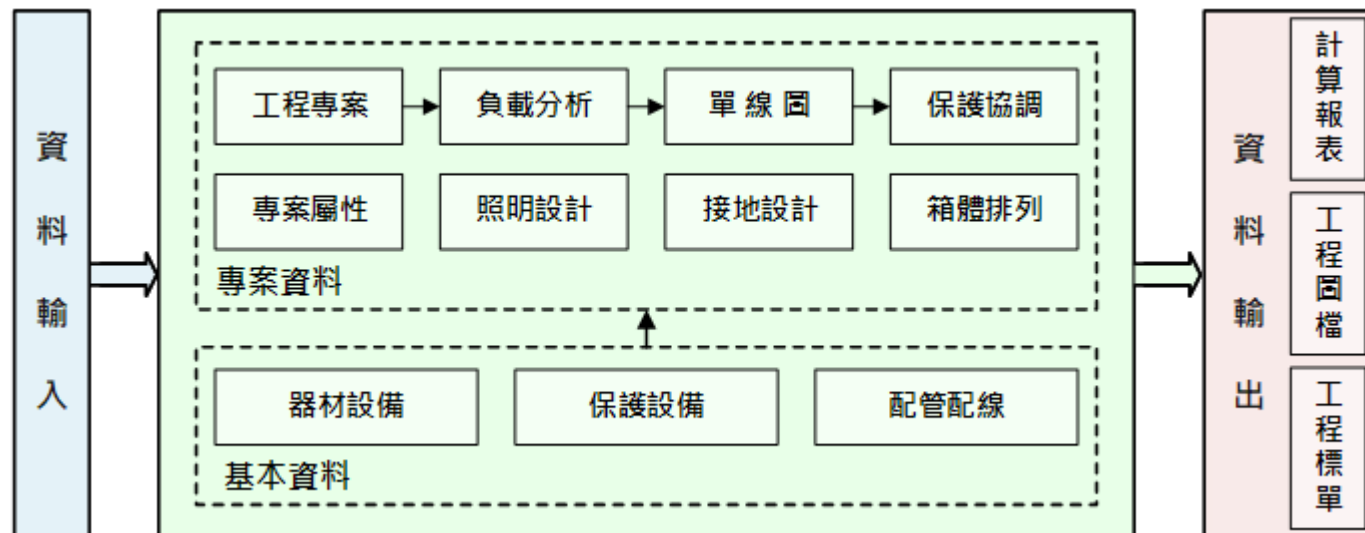 資料輸入
工程專案
負載分析
單線圖
保護協調
專案屬性
照明設計
接地設計
箱體排列
專案資料
器材設備
保護設備
配管配線
基本資料
資料輸出
計算報表
工程圖檔
工程標單